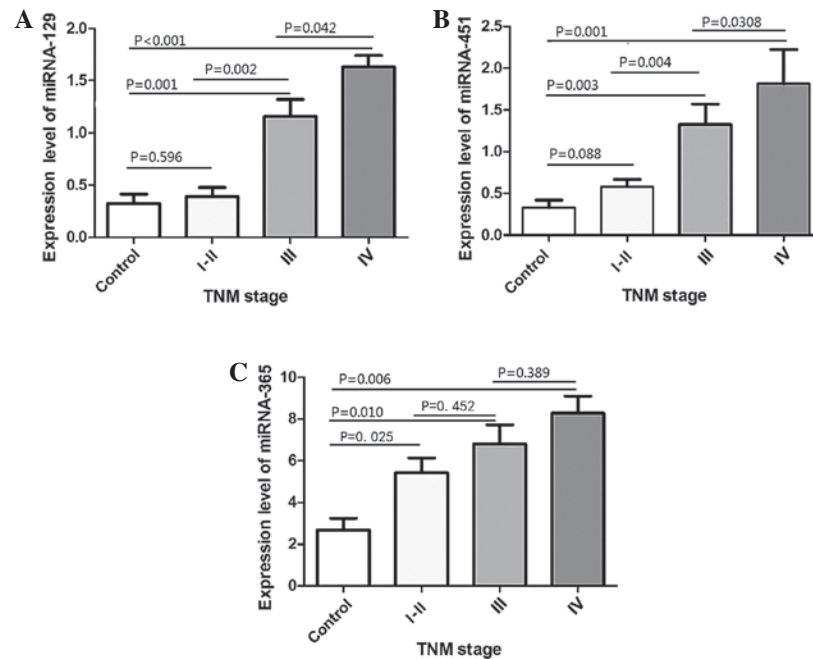 A
Expression level of miRNA-129
2.0
1.5
1.0
0.5
0.0
P=0.042
P<0.001
P=0.002
P=0.001
P=0.596
Control
I-II
III
IV
TNM stage
B
Expression level of miRNA-451
2.5
2.0
1.5
1.0
0.5
0.0
P=0.0308
P=0.001
P=0.004
P=0.003
P=0.088
Control
I-II
III
IV
TNM stage
C
Expression level of miRNA-365
10
8
6
4
2
0
P=0.389
P=0.006
P=0. 452
P=0.010
P=0. 025
Control
I-II
III
IV
TNM stage